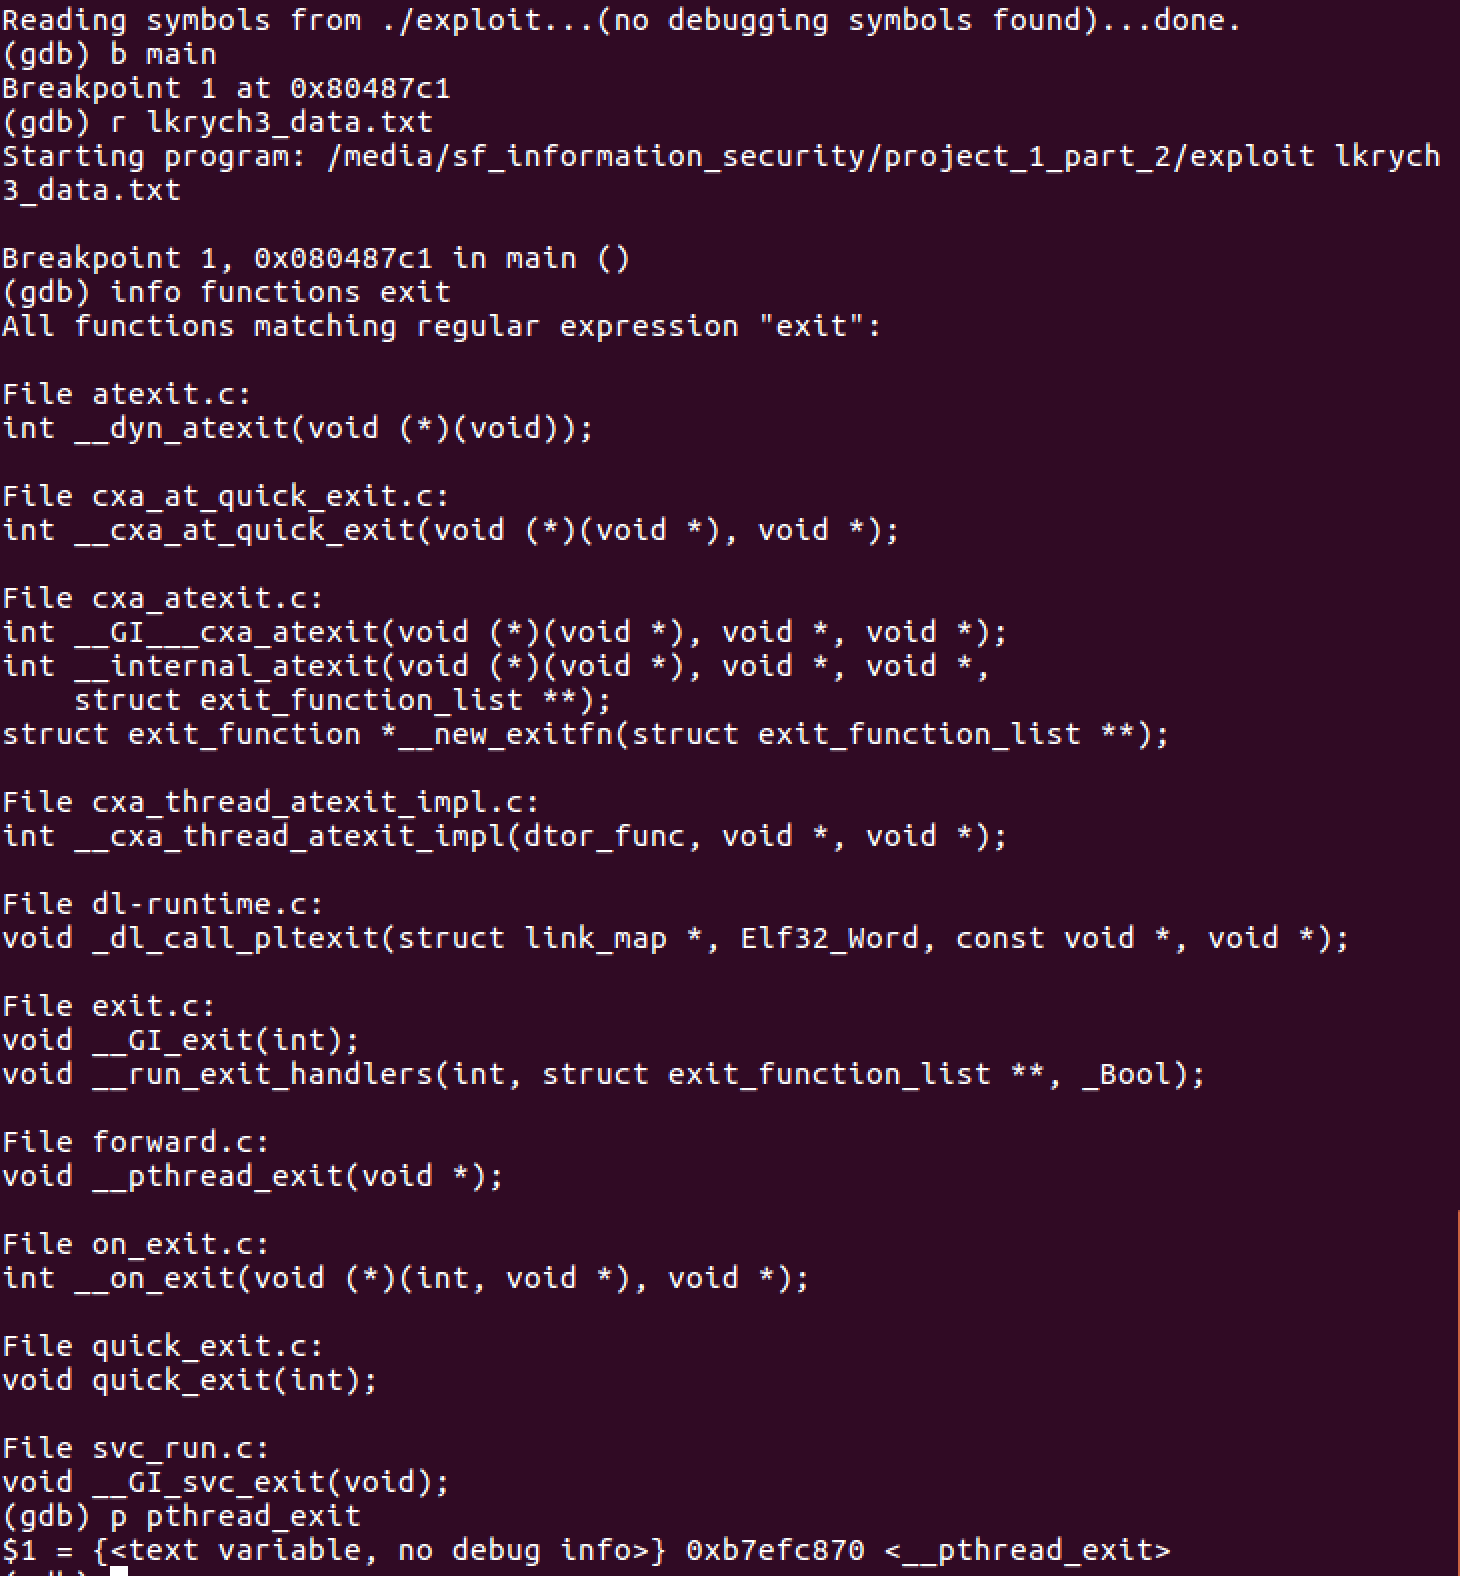 Reading symbols from ./exploit...(no debugging symbols found)...done.
(gdb) b main
Breakpoint 1 at 0x80487c1
(gdb) r lkrych3_data.txt
Starting program: /media/sf_information_security/project_1_part_2/exploit lkrych
3_data.txt

Breakpoint 1, 0x080487c1 in main ()
(gdb) info functions exit
All functions matching regular expression "exit":

File atexit.c:
int __dyn_atexit(void (*)(void));

File cxa_at_quick_exit.c:
int __cxa_at_quick_exit(void (*)(void *), void *);

File cxa_atexit.c:
int __GI___cxa_atexit(void (*)(void *), void *, void *);
int __internal_atexit(void (*)(void *), void *, void *,
    struct exit_function_list **);
struct exit_function *__new_exitfn(struct exit_function_list **);

File cxa_thread_atexit_impl.c:
int __cxa_thread_atexit_impl(dtor_func, void *, void *);

File dl-runtime.c:
void _dl_call_pltexit(struct link_map *, Elf32_Word, const void *, void *);

File exit.c:
void __GI_exit(int);
void __run_exit_handlers(int, struct exit_function_list **, _Bool);

File forward.c:
void __pthread_exit(void *);

File on_exit.c:
int __on_exit(void (*)(int, void *), void *);

File quick_exit.c:
void quick_exit(int);

File svc_run.c:
void __GI_svc_exit(void);
(gdb) p pthread_exit
$1 = {<text variable, no debug info>} 0xb7efc870 <__pthread_exit>
(gdb)